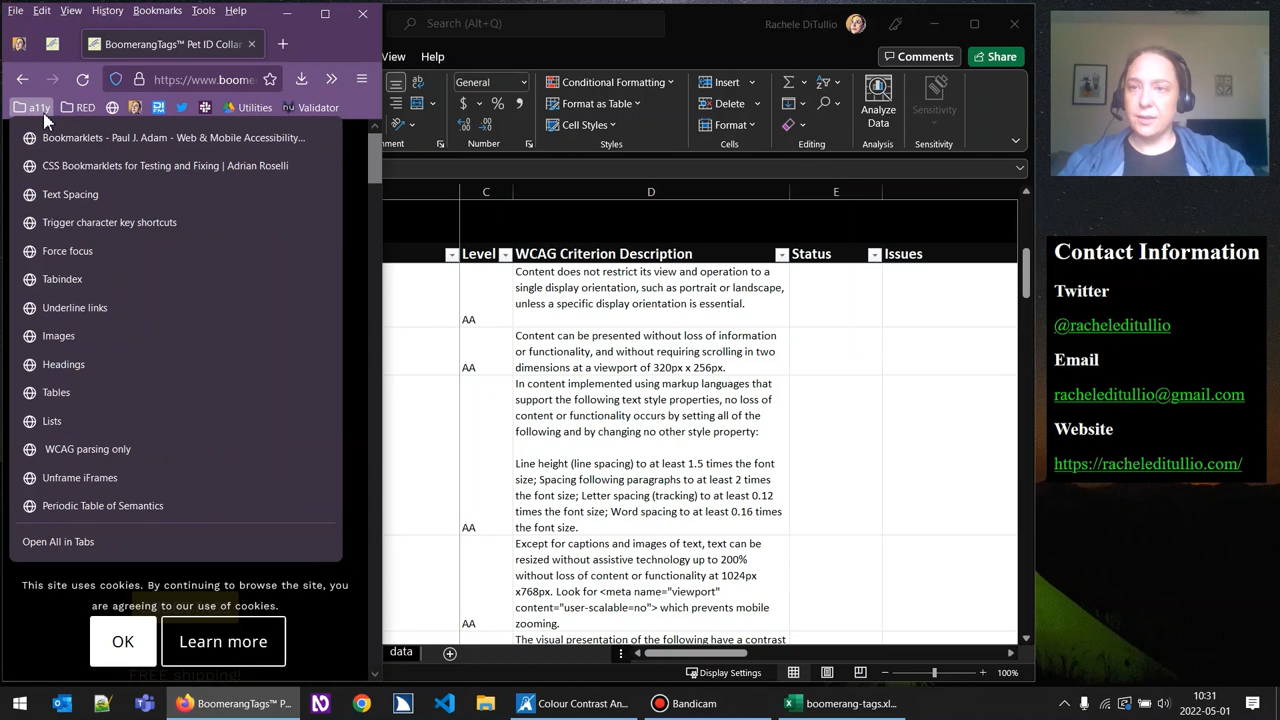 File Edit View History Bookmarks Tools Help
BoomerangTags™ Pet ID Collar
https://www.boome
a11y RED Utilities Validator
Bookmarklets - Paul J. Adam - Web & Mobile Accessibility...
CSS Bookmarklets for Testing and Fixing | Adrian Roselli
Text Spacing
Trigger character key shortcuts
Force focus
Tabindex
Underline links
Images
Headings
Tables
Lists
WCAG parsing only
Unframe iFrames
Periodic Table of Semantics
Open All in Tabs
This site uses cookies. By continuing to browse the site, you
are agreeing to our use of cookies.
OK Learn more
FREE shipping!
Search (Alt+Q) Rachele DiTullio
View Help Comments Share
General Conditional Formatting Insert
Format as Table Delete
Cell Styles Format
Analyze
Data
Sensitivity
Number Styles Cells Editing Analysis Sensitivity
C D E
Level WCAG Criterion Description Status Issues
Content does not restrict its view and operation to a
single display orientation, such as portrait or landscape,
unless a specific display orientation is essential.
AA
Content can be presented without loss of information
or functionality, and without requiring scrolling in two
dimensions at a viewport of 320px x 256px.
AA
In content implemented using markup languages that
support the following text style properties, no loss of
content or functionality occurs by setting all of the
following and by changing no other style property:
Line height (line spacing) to at least 1.5 times the font
size; Spacing following paragraphs to at least 2 times
the font size; Letter spacing (tracking) to at least 0.12
times the font size; Word spacing to at least 0.16 times
the font size.
AA
Except for captions and images of text, text can be
resized without assistive technology up to 200%
without loss of content or functionality at 1024px
x768px. Look for <meta name="viewport"
content="user-scalable=no"> which prevents mobile
zooming.
AA
The visual presentation of the following have a contrast
data
Display Settings 100%
Contact Information
Twitter
@racheleditullio
Email
racheleditullio@gmail.com
Website
https://racheleditullio.com/
BoomerangTags™ P... Colour Contrast An... Bandicam boomerang-tags.xl...
10:31
2022-05-01